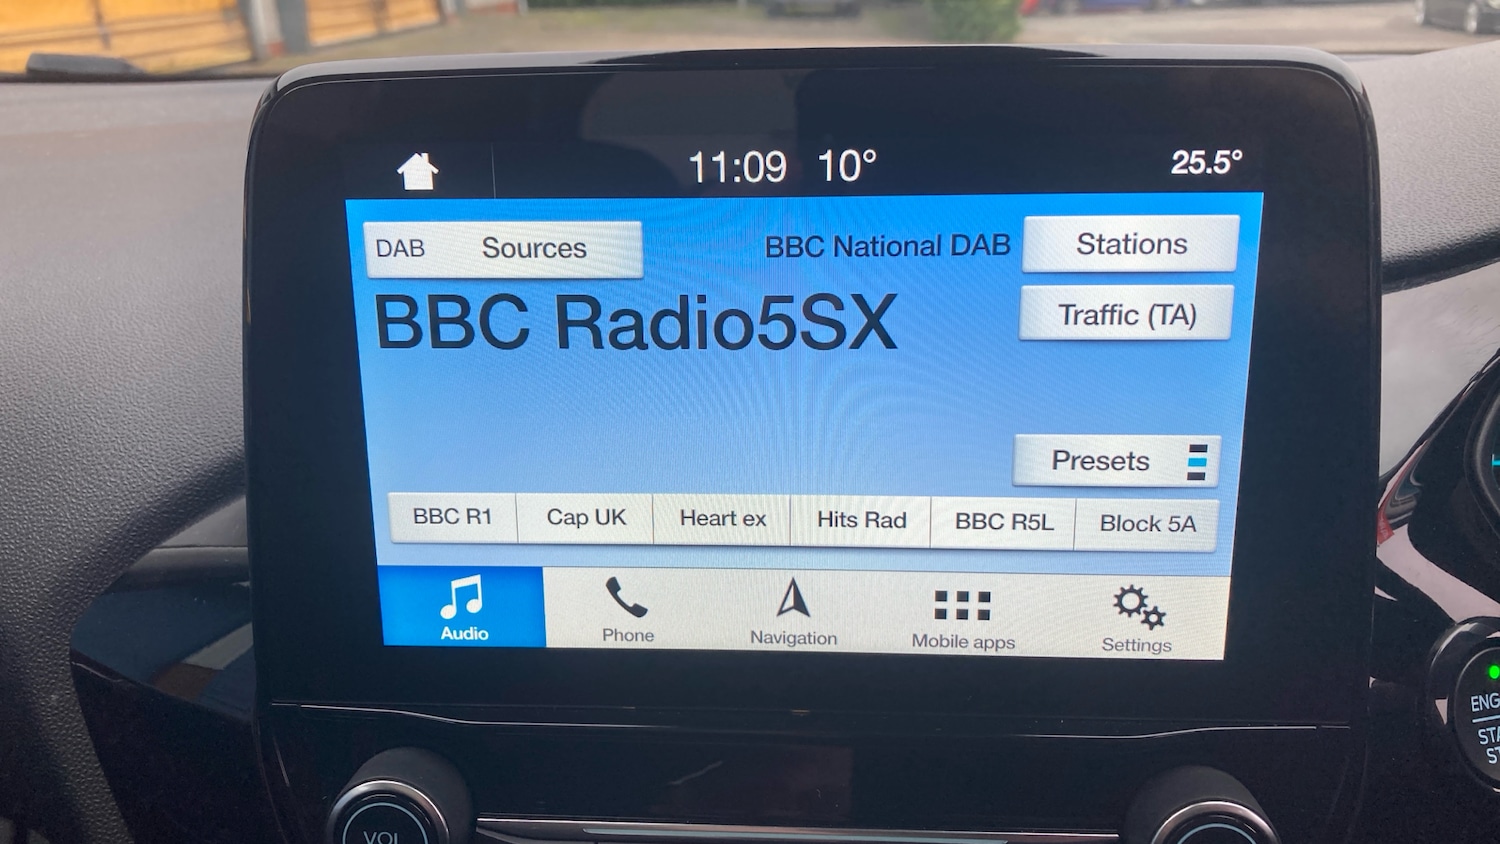 11:09 10° 25.5°
DAB Sources BBC National DAB Stations
BBC Radio5SX
Traffic (TA)
Presets
BBC R1 Cap UK Heart ex Hits Rad BBC R5L Block 5A
Audio Phone Navigation Mobile apps Settings
VOL